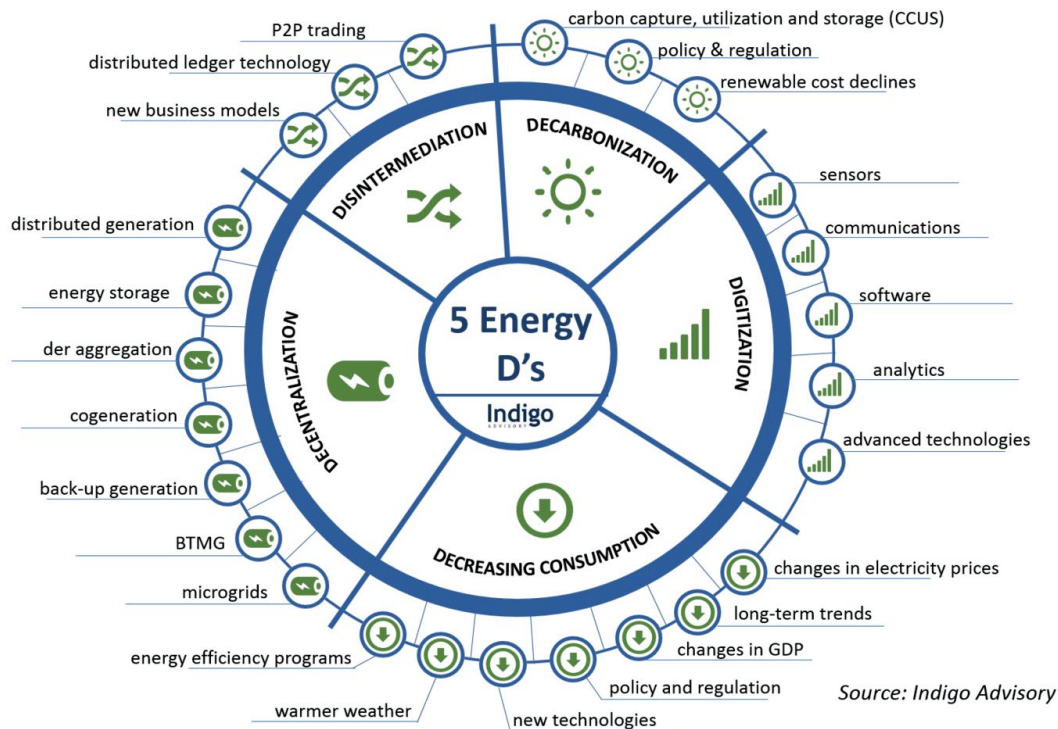 P2P trading
distributed ledger technology
new business models
carbon capture, utilization and storage (CCUS)
policy & regulation
renewable cost declines
DISINTERMEDIATION
DECARBONIZATION
sensors
communications
software
analytics
advanced technologies
DIGITIZATION
5 Energy
D's
Indigo
ADVISORY
distributed generation
energy storage
der aggregation
cogeneration
back-up generation
BTMG
microgrids
DECENTRALIZATION
DECREASING CONSUMPTION
changes in electricity prices
long-term trends
changes in GDP
policy and regulation
new technologies
warmer weather
energy efficiency programs
Source: Indigo Advisory